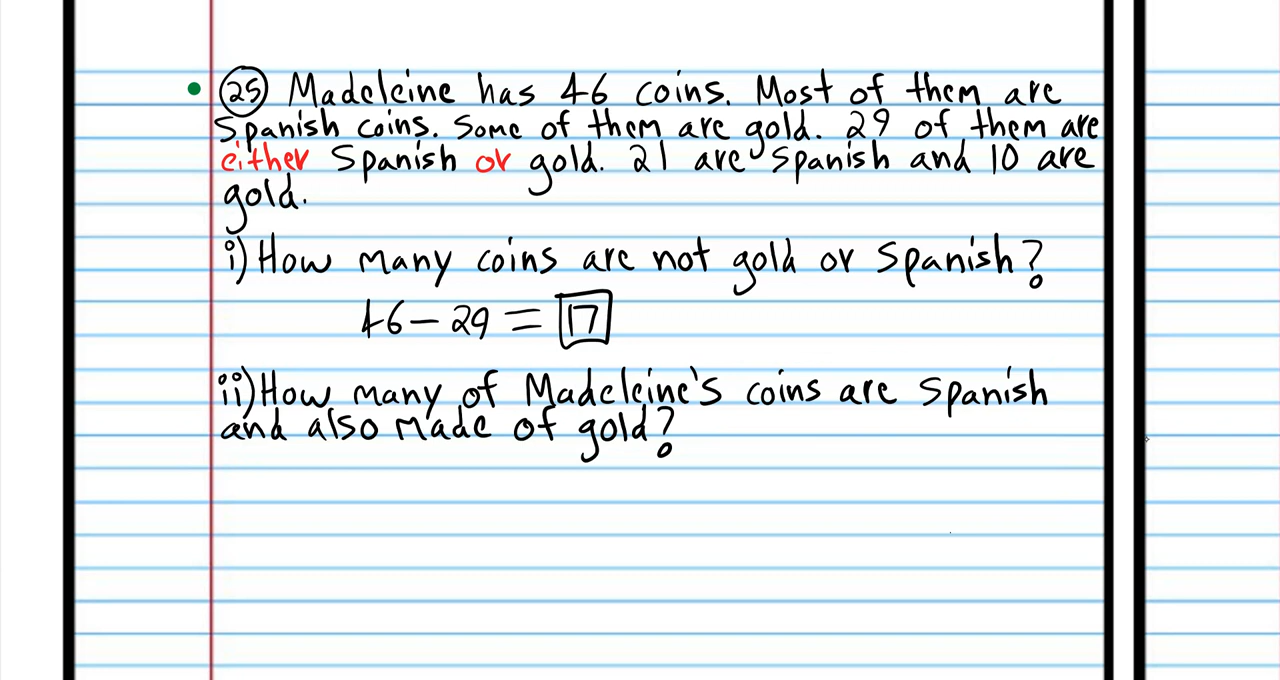 25 Madeleine has 46 coins. Most of them are
Spanish coins. Some of them are gold. 29 of them are
either Spanish or gold. 21 are Spanish and 10 are
gold.
i) How many coins are not gold or Spanish?
46 - 29 = 17
ii) How many of Madeleine's coins are Spanish
and also made of gold?